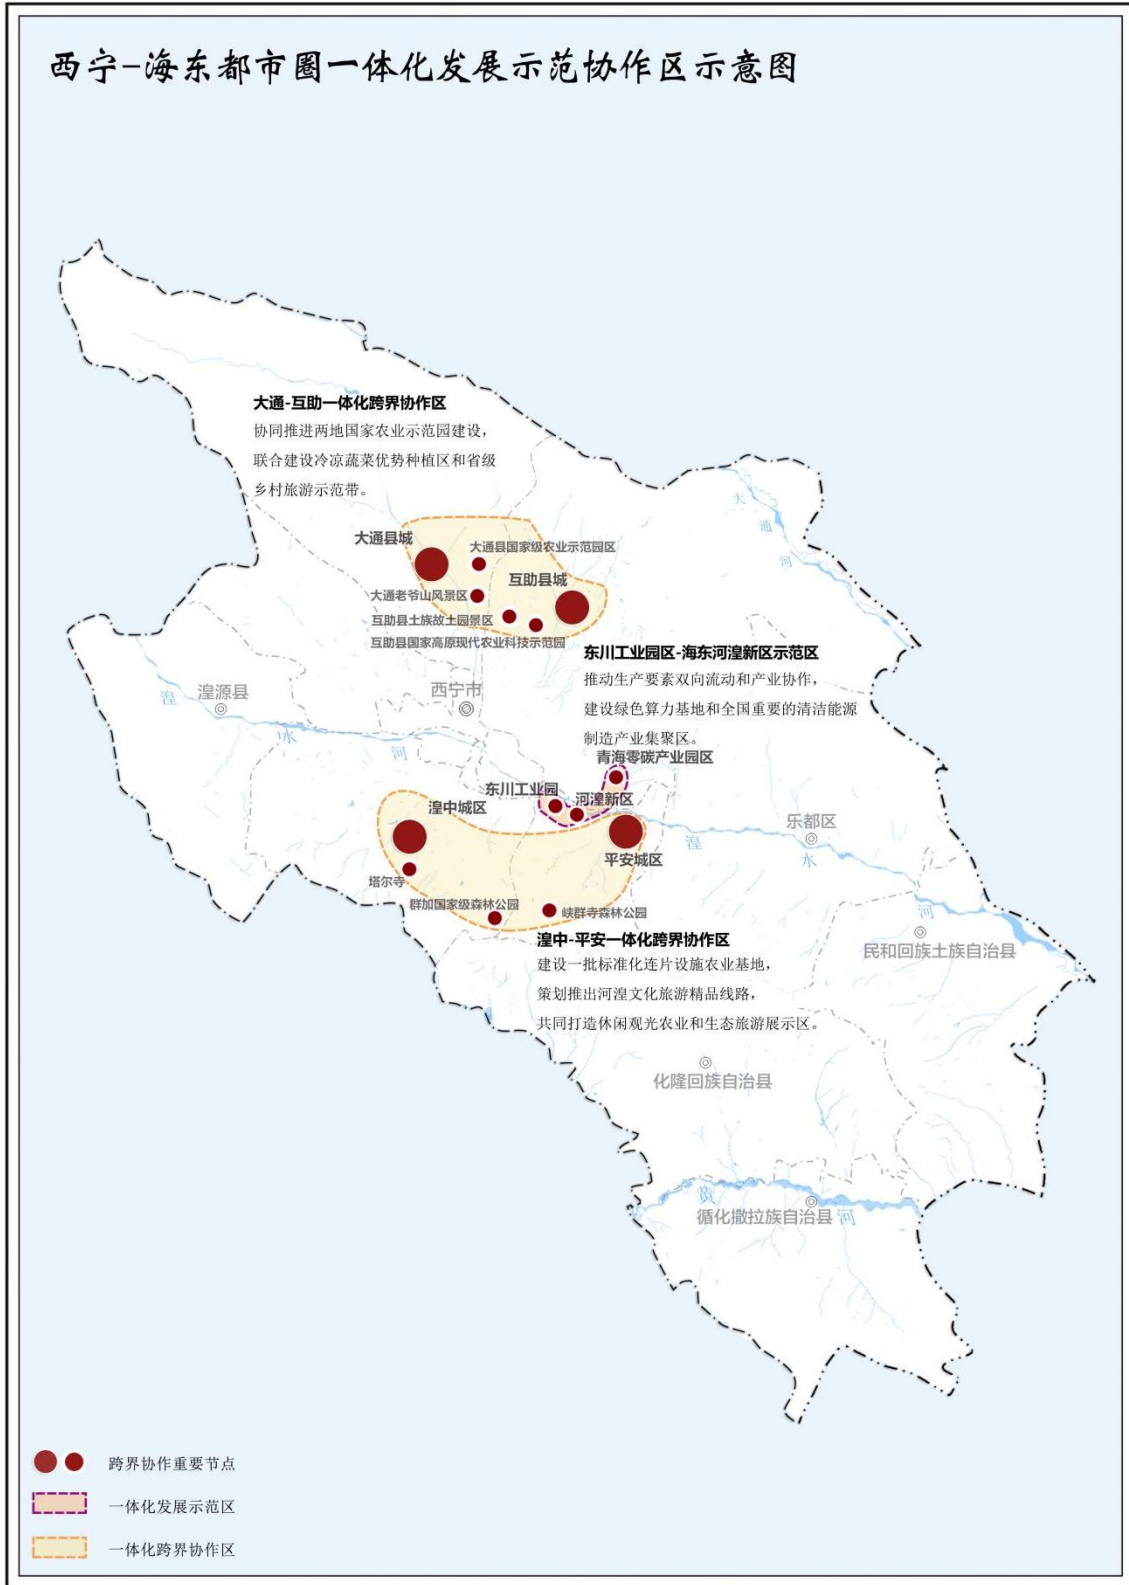 西宁-海东都市圈一体化发展示范协作区示意图
大通-互助一体化跨界协作区
协同推进两地国家农业示范园建设，
联合建设冷凉蔬菜优势种植区和省级
乡村旅游示范带。
大通河
大通县城
大通县国家级农业示范园区
互助县城
大通老爷山风景区
互助县土族故土园景区
互助县国家高原现代农业科技示范园
东川工业园区-海东河湟新区示范区
推动生产要素双向流动和产业协作，
建设绿色算力基地和全国重要的清洁能源
制造产业集聚区。
湟源县
西宁市
湟水河
青海零碳产业园区
东川工业园
河湟新区
湟中城区
乐都区
平安城区
湟水河
塔尔寺
群加国家级森林公园
峡群寺森林公园
民和回族土族自治县
湟中-平安一体化跨界协作区
建设一批标准化连片设施农业基地，
策划推出河湟文化旅游精品线路，
共同打造休闲观光农业和生态旅游展示区。
化隆回族自治县
黄河
循化撒拉族自治县
跨界协作重要节点
一体化发展示范区
一体化跨界协作区